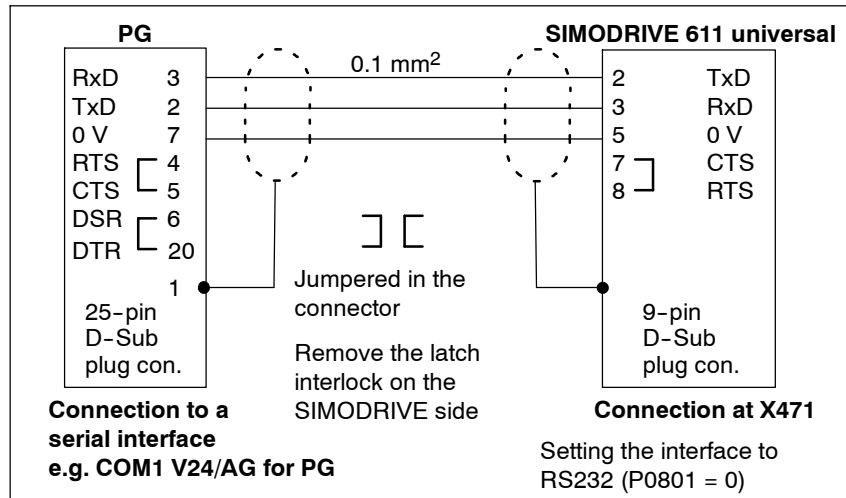 PG
SIMODRIVE 611 universal
0.1 mm²
RxD 3
TxD 2
0 V 7
RTS 4
CTS 5
DSR 6
DTR 20
1
25-pin
D-Sub
plug con.
Connection to a
serial interface
e.g. COM1 V24/AG for PG
Jumpered in the
connector
Remove the latch
interlock on the
SIMODRIVE side
2 TxD
3 RxD
5 0 V
7 CTS
8 RTS
9-pin
D-Sub
plug con.
Connection at X471
Setting the interface to
RS232 (P0801 = 0)